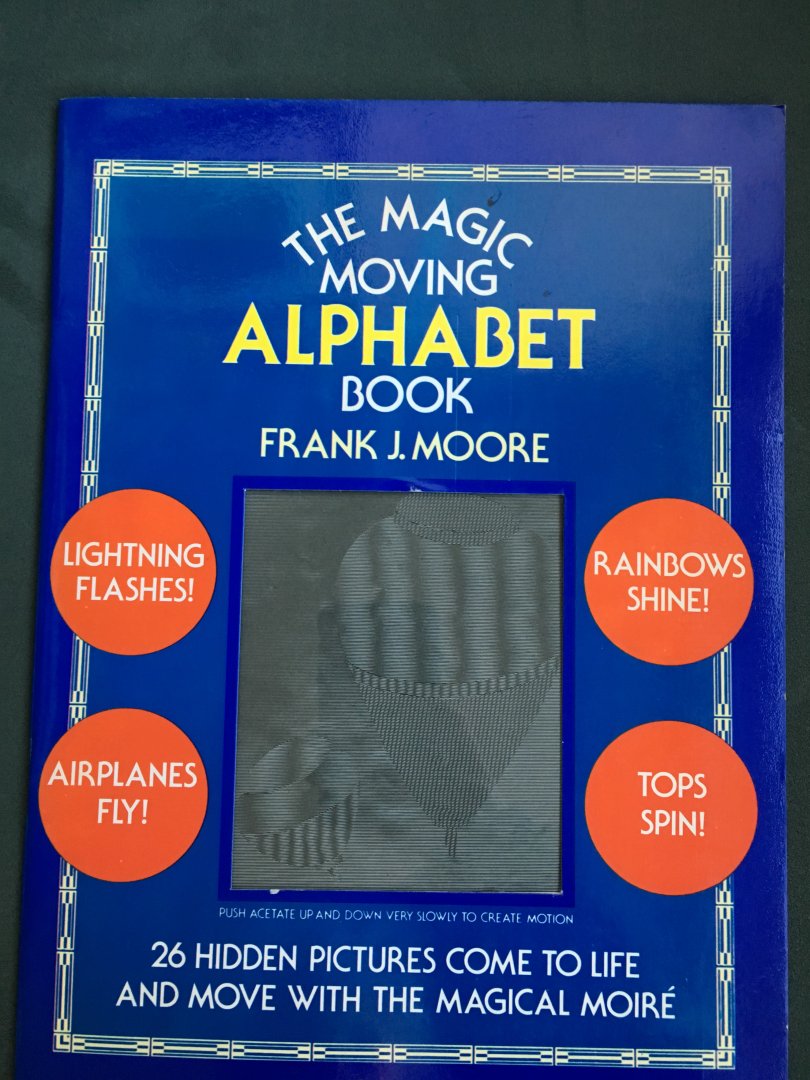 THE MAGIC
MOVING
ALPHABET
BOOK
FRANK J. MOORE
LIGHTNING
FLASHES!
RAINBOWS
SHINE!
AIRPLANES
FLY!
TOPS
SPIN!
PUSH ACETATE UP AND DOWN VERY SLOWLY TO CREATE MOTION
26 HIDDEN PICTURES COME TO LIFE
AND MOVE WITH THE MAGICAL MOIRÉ